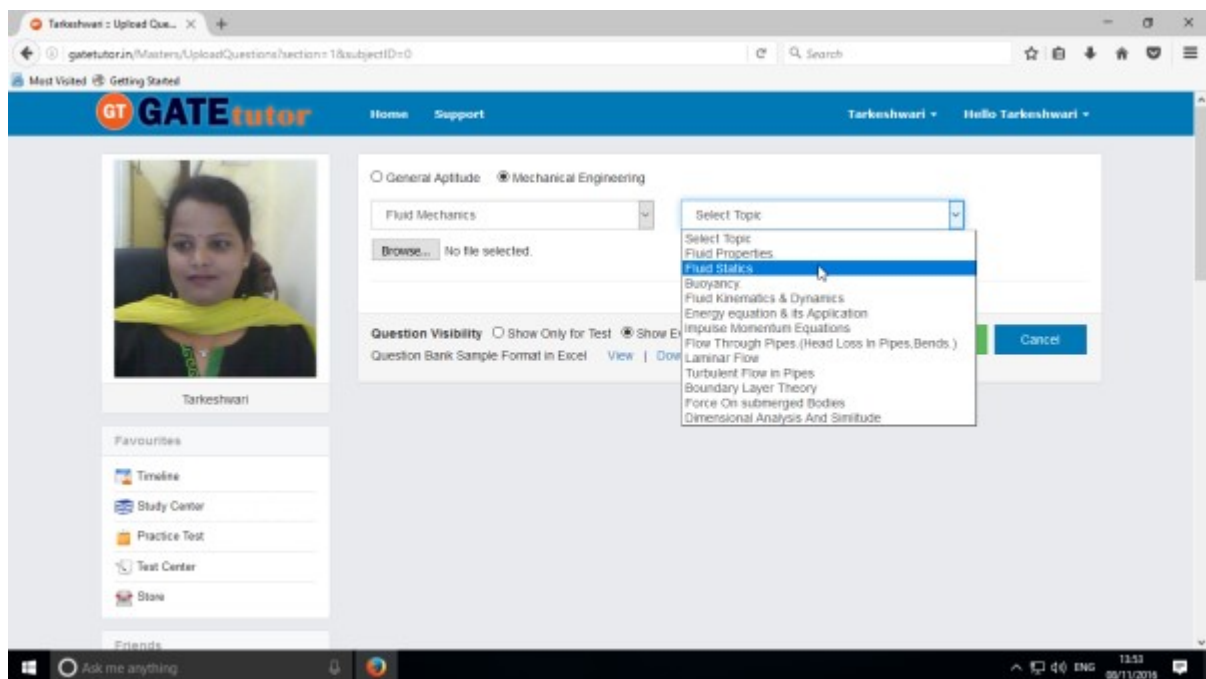 Tarkeshwari :: Upload Que...
gatetutor.in/Masters/UploadQuestions?section=1&subjectID=0
Search
Most Visited Getting Started
GT GATEtutor Home Support Tarkeshwari Hello Tarkeshwari
General Aptitude Mechanical Engineering
Fluid Mechanics Select Topic
Browse... No file selected.
Select Topic
Fluid Properties
Fluid Statics
Buoyancy.
Fluid Kinematics & Dynamics
Energy equation & its Application
Impulse Momentum Equations
Flow Through Pipes.(Head Loss In Pipes,Bends.)
Laminar Flow
Turbulent Flow in Pipes
Boundary Layer Theory
Force On submerged Bodies
Dimensional Analysis And Similitude
Question Visibility Show Only for Test Show
Cancel
Question Bank Sample Format in Excel View |
Tarkeshwari
Favourites
Timeline
Study Center
Practice Test
Test Center
Store
Friends
Ask me anything
ENG 13:53
08/11/2016